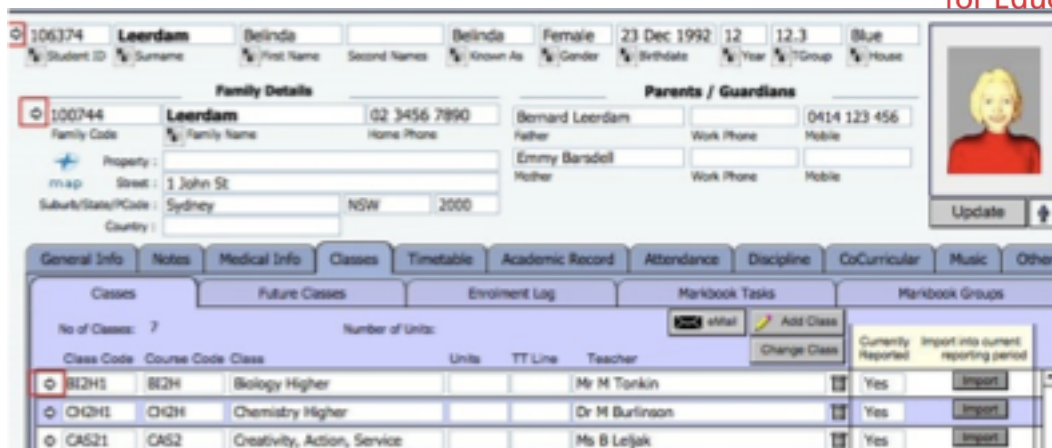 for Educ
106374 Leerdam Belinda Belinda Female 23 Dec 1992 12 12.3 Blue
Student ID Surname First Name Second Names Known As Gender Birthdate Year TGroup House
Family Details Parents / Guardians
100744 Leerdam 02 3456 7890 Bernard Leerdam 0414 123 456
Family Code Family Name Home Phone Father Work Phone Mobile
Property : Emmy Barsdell
map Street : 1 John St Mother Work Phone Mobile
Suburb/State/PCode : Sydney NSW 2000
Country : Update
General Info Notes Medical Info Classes Timetable Academic Record Attendance Discipline CoCurricular Music Other
Classes Future Classes Enrolment Log Markbook Tasks Markbook Groups
No of Classes: 7 Number of Units: eMail Add Class
Change Class Currently Reported Import into current reporting period
Class Code Course Code Class Units TT Line Teacher
BI2H1 BI2H Biology Higher Mr M Tonkin Yes Import
CH2H1 CH2H Chemistry Higher Dr M Burlinson Yes Import
CAS21 CAS2 Creativity, Action, Service Ms B Leljak Yes Import